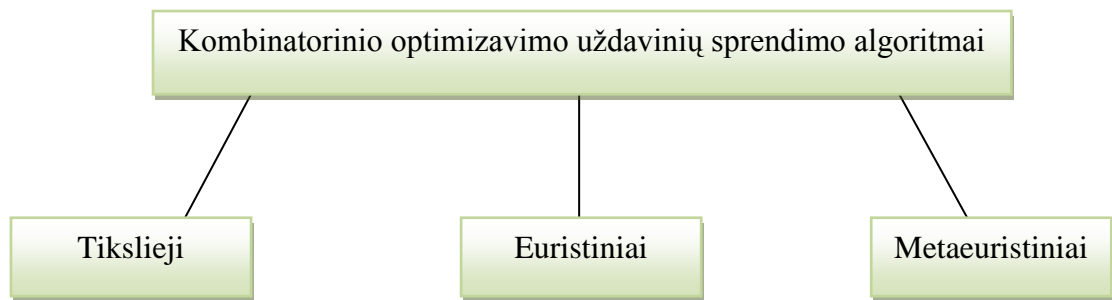 Kombinatorinio optimizavimo uždavinių sprendimo algoritmai
Tikslieji
Euristiniai
Metaeuristiniai